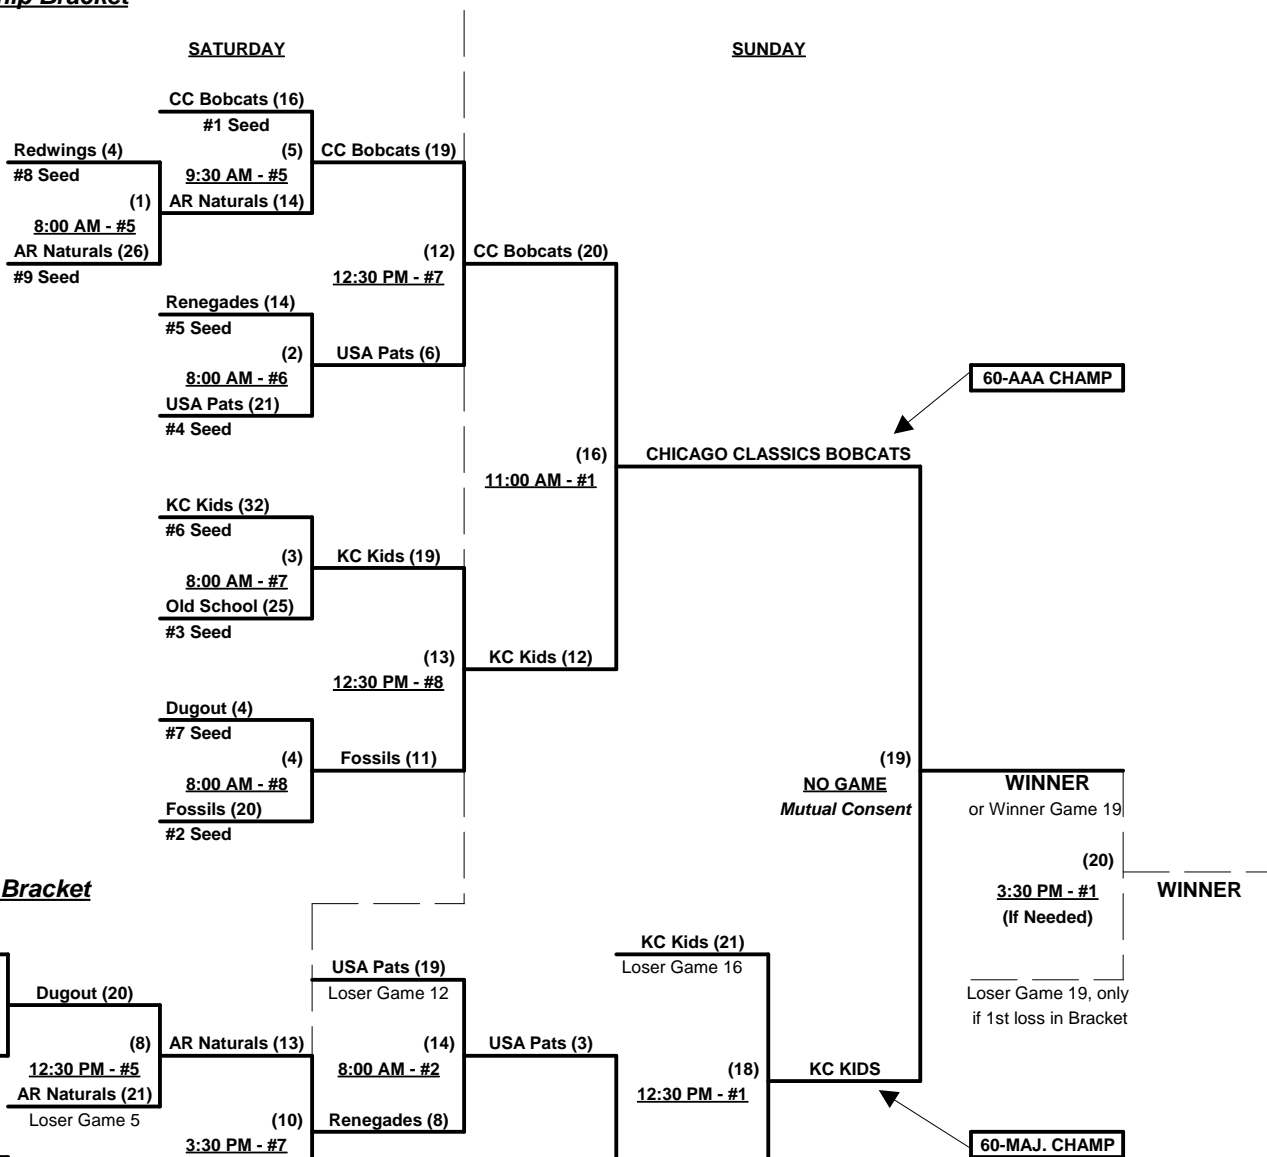 SATURDAY
SUNDAY
CC Bobcats (16)
#1 Seed
Redwings (4)
(5)
CC Bobcats (19)
#8 Seed
9:30 AM - #5
(1)
AR Naturals (14)
8:00 AM - #5
AR Naturals (26)
(12)
CC Bobcats (20)
#9 Seed
12:30 PM - #7
Renegades (14)
#5 Seed
(2)
USA Pats (6)
8:00 AM - #6
60-AAA CHAMP
USA Pats (21)
#4 Seed
(16)
CHICAGO CLASSICS BOBCATS
11:00 AM - #1
KC Kids (32)
#6 Seed
(3)
KC Kids (19)
8:00 AM - #7
Old School (25)
#3 Seed
(13)
KC Kids (12)
12:30 PM - #8
Dugout (4)
#7 Seed
(4)
Fossils (11)
(19)
8:00 AM - #8
NO GAME
WINNER
Fossils (20)
Mutual Consent
or Winner Game 19
#2 Seed
(20)
Bracket
3:30 PM - #1
WINNER
(If Needed)
KC Kids (21)
USA Pats (19)
Loser Game 16
Dugout (20)
Loser Game 12
Loser Game 19, only
if 1st loss in Bracket
(8)
AR Naturals (13)
(14)
USA Pats (3)
12:30 PM - #5
8:00 AM - #2
(18)
KC KIDS
AR Naturals (21)
12:30 PM - #1
Loser Game 5
(10)
Renegades (8)
3:30 PM - #7
60-MAJ. CHAMP